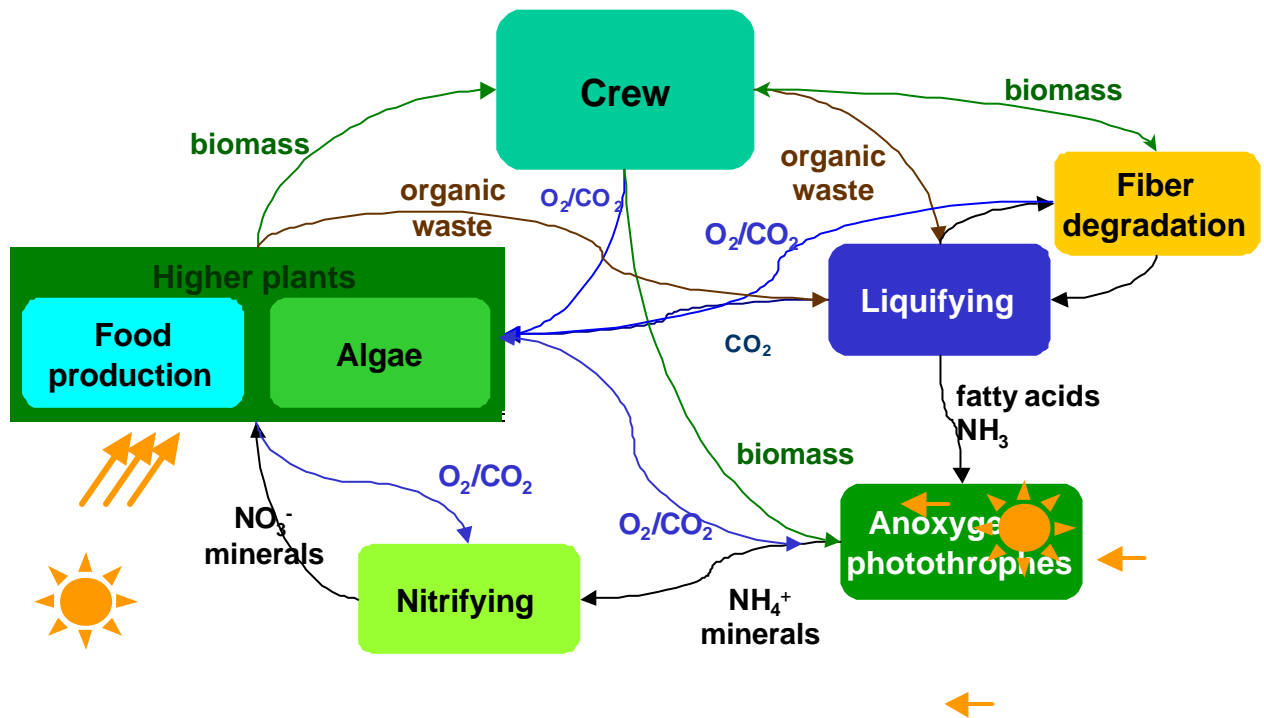 Crew
biomass
biomass
organic
waste
organic
waste
O₂/CO₂
O₂/CO₂
Fiber
degradation
Higher plants
Food
production
Algae
Liquifying
CO₂
fatty acids
NH₃
biomass
O₂/CO₂
O₂/CO₂
NO₃⁻
minerals
photothrophes
Nitrifying
NH₄⁺
minerals